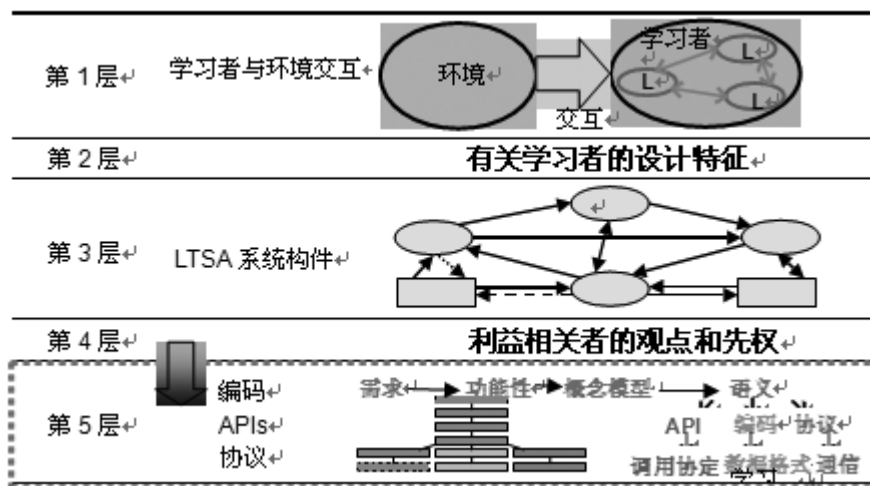 第 1 层
学习者与环境交互
环境
交互
学习者
L
L
L
第 2 层
有关学习者的设计特征
第 3 层
LTSA 系统构件
第 4 层
利益相关者的观点和先权
第 5 层
编码
APIs
协议
需求 功能性 概念模型 语义
API 编码 协议
调用协定 数据格式 通信
学习